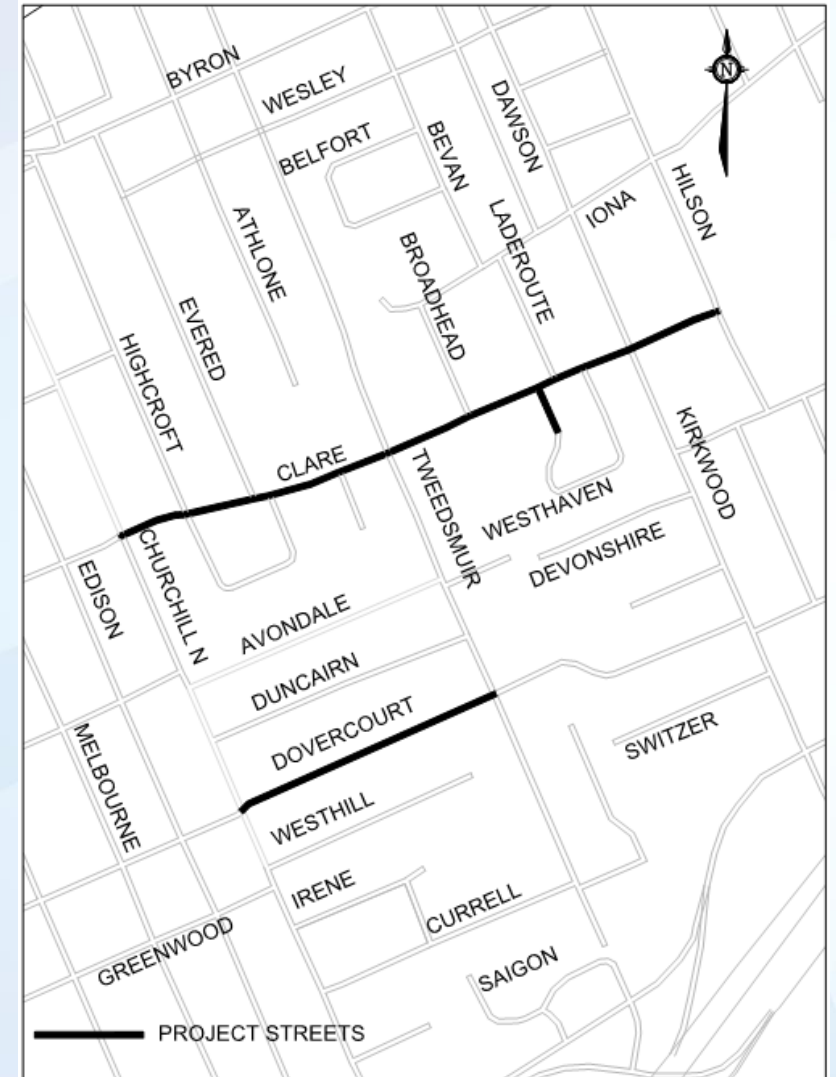 BYRON
WESLEY
N
DAWSON
BELFORT
BEVAN
HILSON
IONA
LADEROUTE
ATHLONE
BROADHEAD
EVERED
HIGHCROFT
CLARE
TWEEDSMUIR
KIRKWOOD
WESTHAVEN
DEVONSHIRE
CHURCHILL N
EDISON
AVONDALE
DUNCAIRN
DOVERCOURT
SWITZER
MELBOURNE
WESTHILL
IRENE
CURRELL
GREENWOOD
SAIGON
PROJECT STREETS